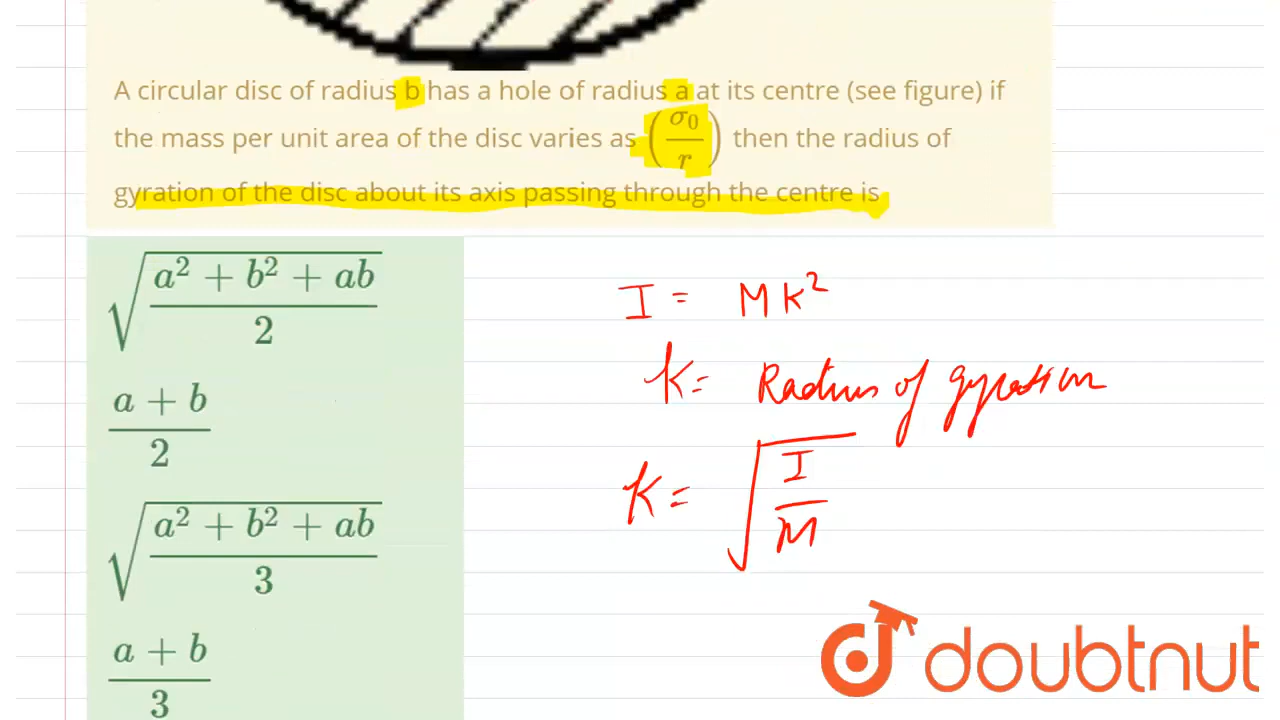 A circular disc of radius b has a hole of radius a at its centre (see figure) if
the mass per unit area of the disc varies as (σ₀/r) then the radius of
gyration of the disc about its axis passing through the centre is
√((a² + b² + ab)/2)
(a + b)/2
√((a² + b² + ab)/3)
(a + b)/3
I = MK²
K = Radius of gyration
K = √(I/M)
doubtnut